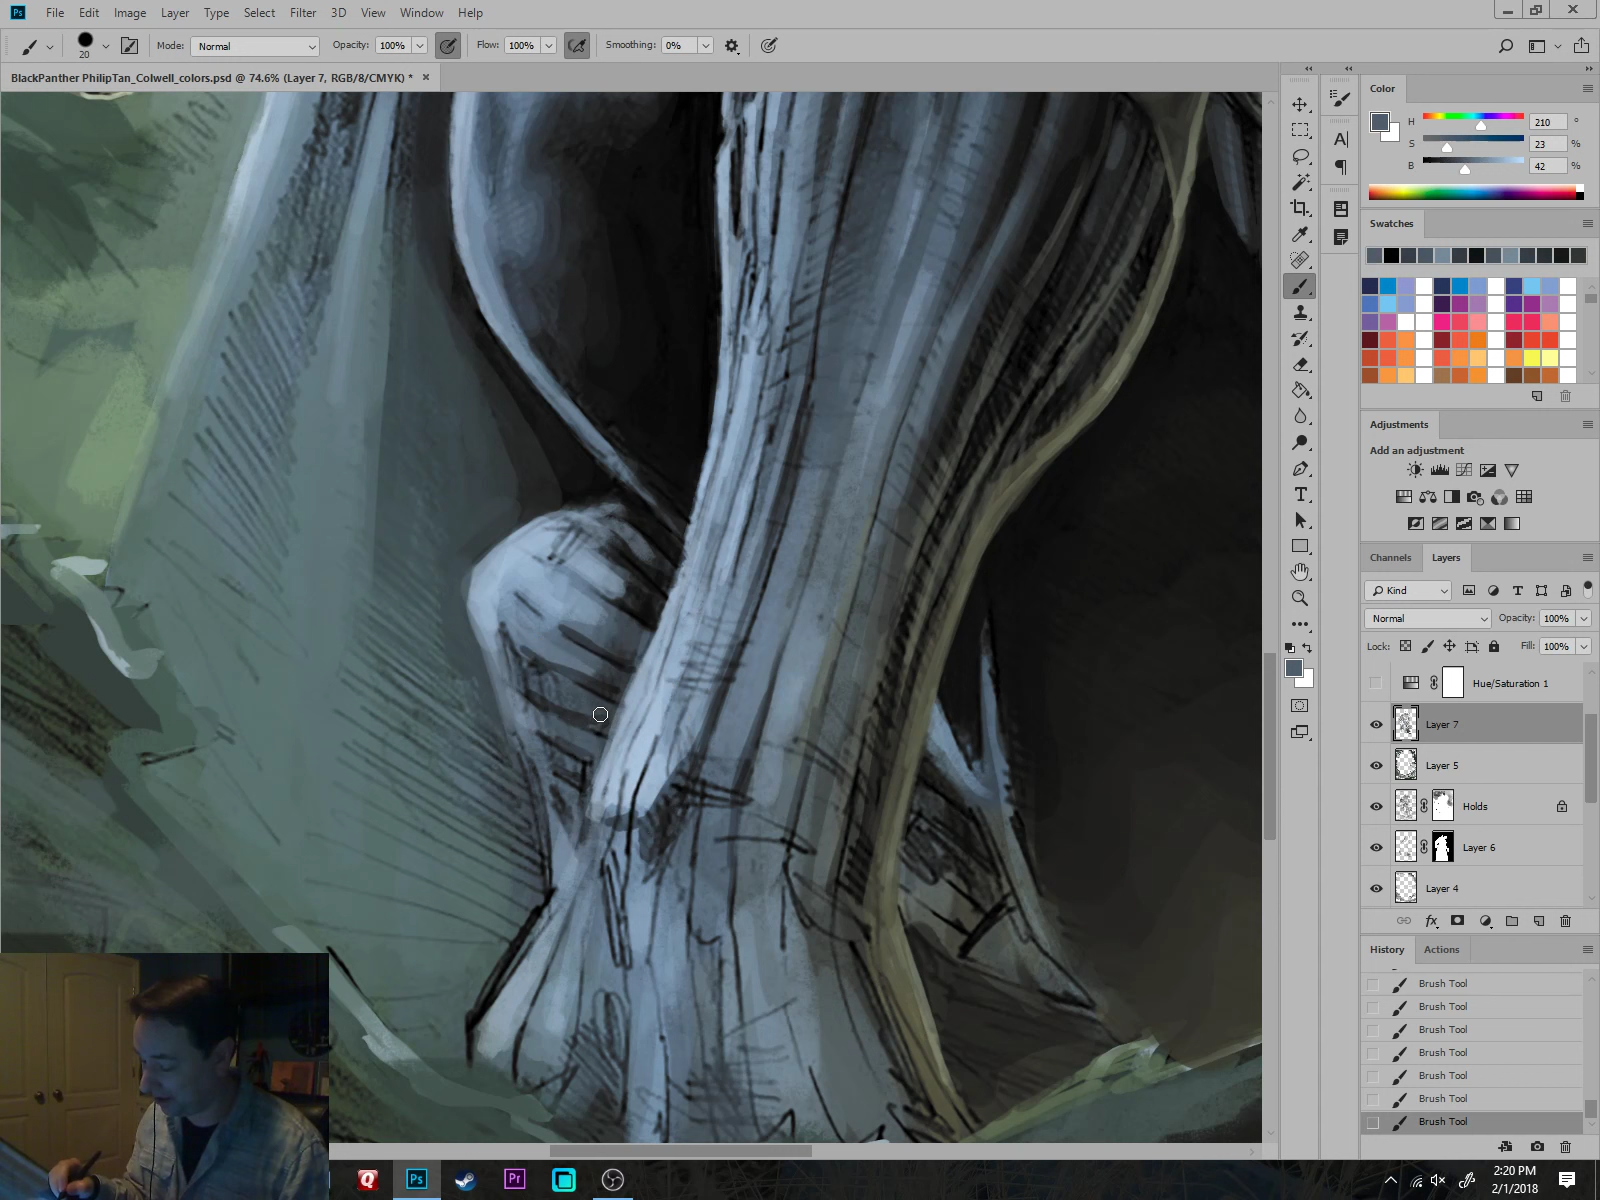 Ps File Edit Image Layer Type Select Filter 3D View Window Help
20 Mode: Normal Opacity: 100% Flow: 100% Smoothing: 0%
BlackPanther PhilipTan_Colwell_colors.psd @ 74.6% (Layer 7, RGB/8/CMYK) * ×
Color
H 210 °
S 23 %
B 42 %
Swatches
Adjustments
Add an adjustment
Channels Layers
Kind
Normal Opacity: 100%
Lock: Fill: 100%
Hue/Saturation 1
Layer 7
Layer 5
Holds
Layer 6
Layer 4
fx
History Actions
Brush Tool
Brush Tool
Brush Tool
Brush Tool
Brush Tool
Brush Tool
Brush Tool
Q Ps Pr
2:20 PM
2/1/2018